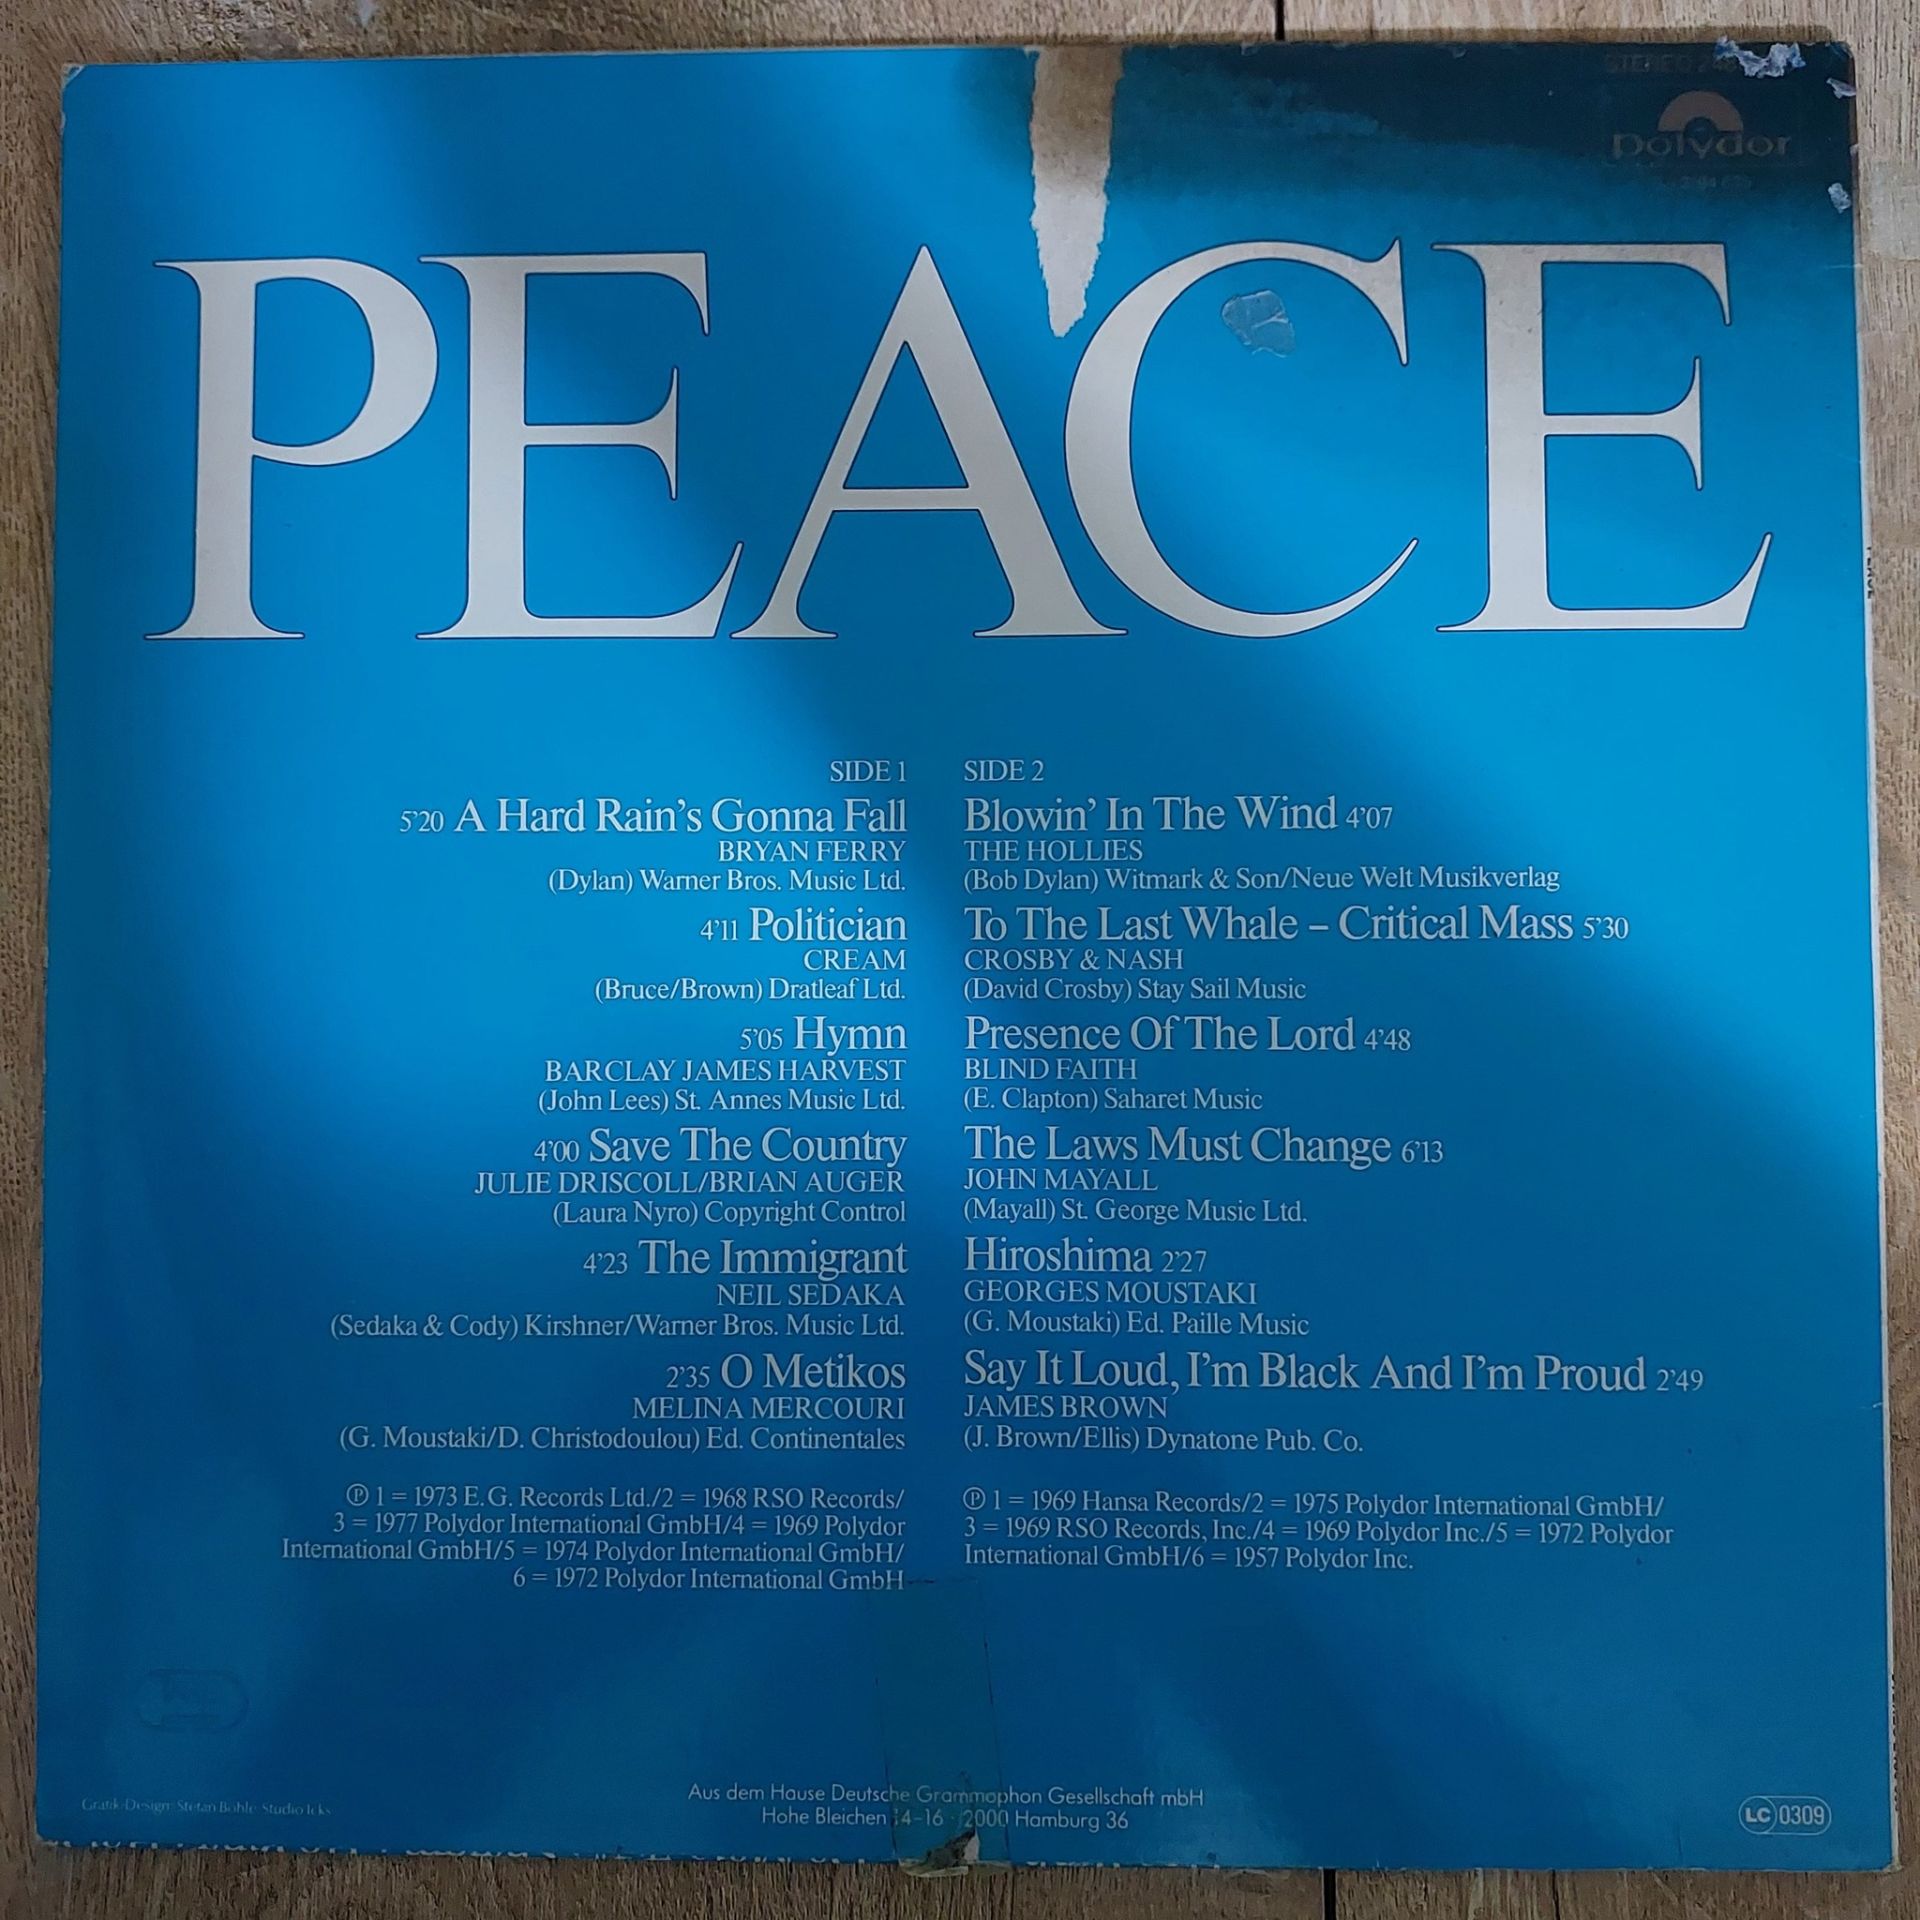 STEREO
polydor
PEACE
SIDE 1
5'20 A Hard Rain's Gonna Fall
BRYAN FERRY
(Dylan) Warner Bros. Music Ltd.
4'11 Politician
CREAM
(Bruce/Brown) Dratleaf Ltd.
5'05 Hymn
BARCLAY JAMES HARVEST
(John Lees) St. Annes Music Ltd.
4'00 Save The Country
JULIE DRISCOLL/BRIAN AUGER
(Laura Nyro) Copyright Control
4'23 The Immigrant
NEIL SEDAKA
(Sedaka & Cody) Kirshner/Warner Bros. Music Ltd.
2'35 O Metikos
MELINA MERCOURI
(G. Moustaki/D. Christodoulou) Ed. Continentales
℗ 1 = 1973 E.G. Records Ltd./2 = 1968 RSO Records/
3 = 1977 Polydor International GmbH/4 = 1969 Polydor
International GmbH/5 = 1974 Polydor International GmbH/
6 = 1972 Polydor International GmbH
SIDE 2
Blowin' In The Wind 4'07
THE HOLLIES
(Bob Dylan) Witmark & Son/Neue Welt Musikverlag
To The Last Whale – Critical Mass 5'30
CROSBY & NASH
(David Crosby) Stay Sail Music
Presence Of The Lord 4'48
BLIND FAITH
(E. Clapton) Saharet Music
The Laws Must Change 6'13
JOHN MAYALL
(Mayall) St. George Music Ltd.
Hiroshima 2'27
GEORGES MOUSTAKI
(G. Moustaki) Ed. Paille Music
Say It Loud, I'm Black And I'm Proud 2'49
JAMES BROWN
(J. Brown/Ellis) Dynatone Pub. Co.
℗ 1 = 1969 Hansa Records/2 = 1975 Polydor International GmbH/
3 = 1969 RSO Records, Inc./4 = 1969 Polydor Inc./5 = 1972 Polydor
International GmbH/6 = 1957 Polydor Inc.
Grafik-Design: Stefan Böhle Studio Icks
Aus dem Hause Deutsche Grammophon Gesellschaft mbH
Hohe Bleichen 14-16 · 2000 Hamburg 36
LC 0309
PEACE